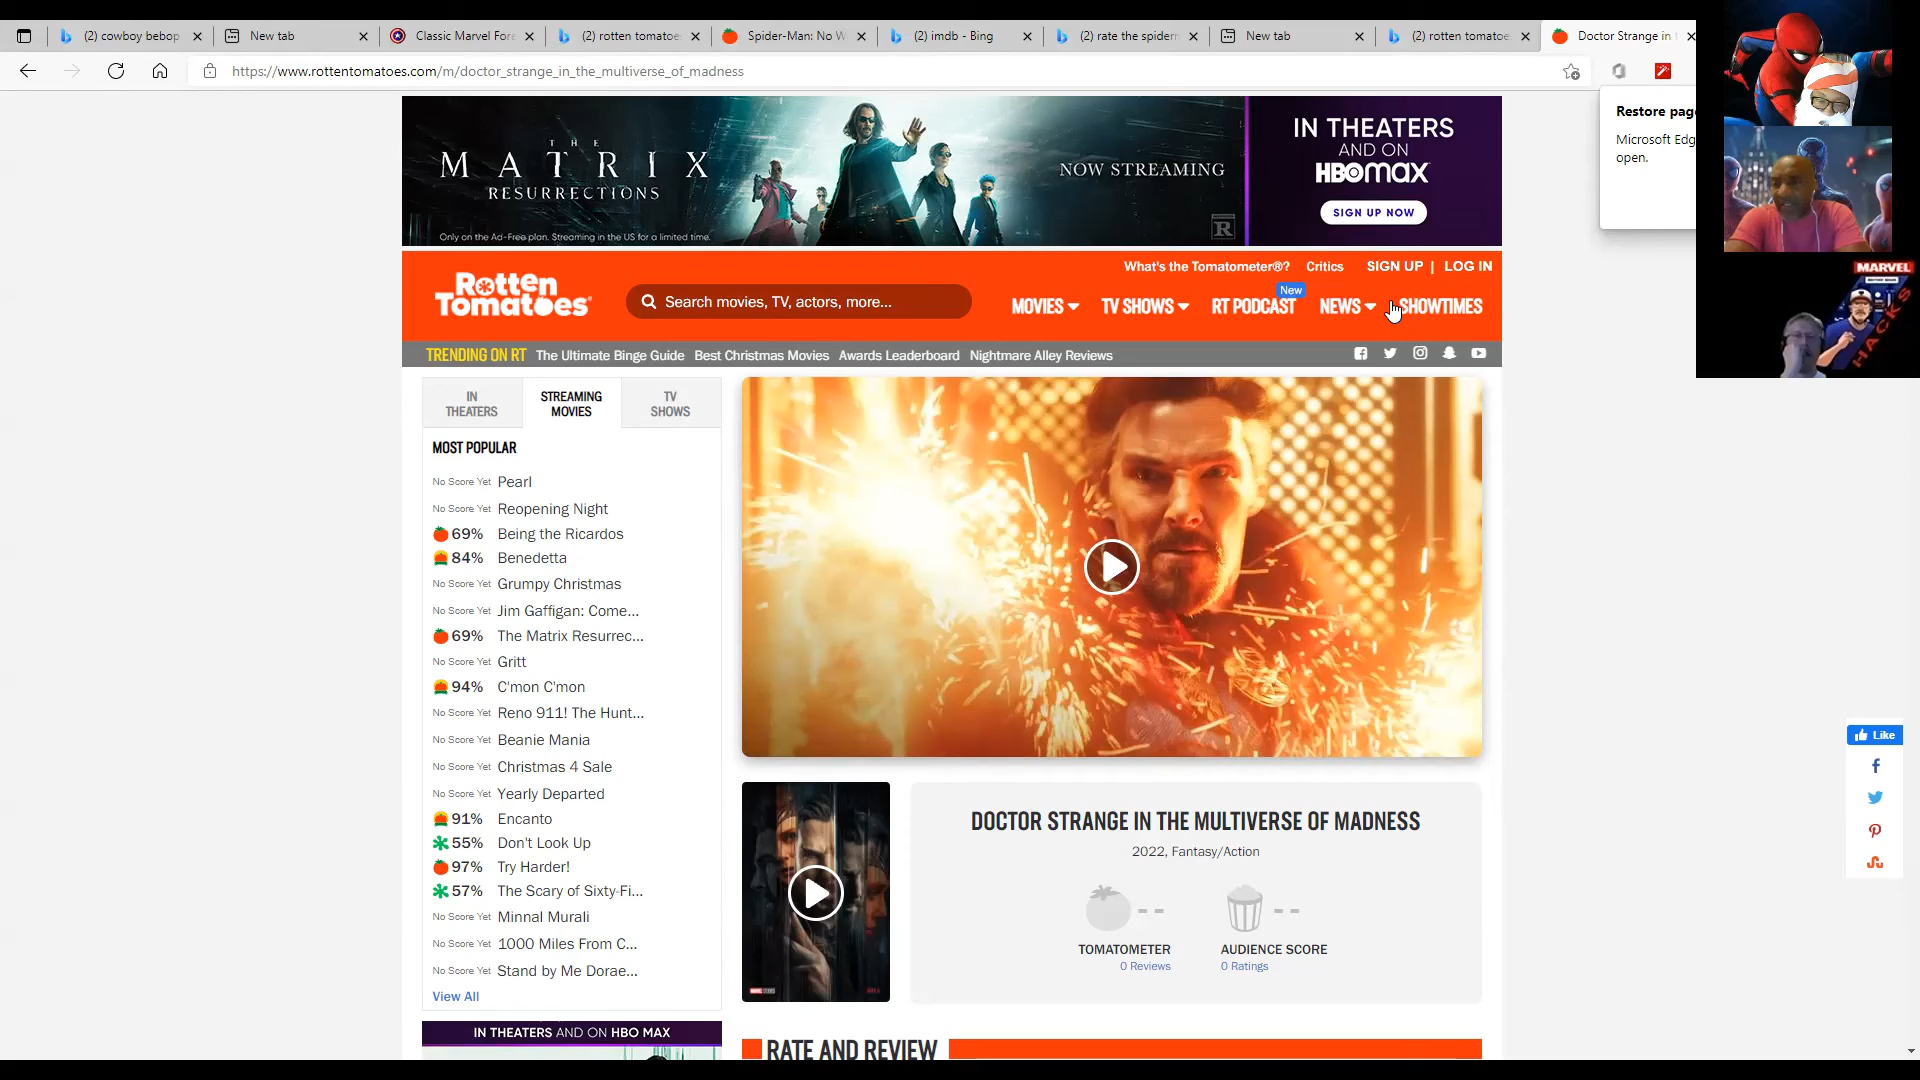 (2) cowboy bebop
New tab
Classic Marvel For
(2) rotten tomatoe
Spider-Man: No W
(2) imdb - Bing
(2) rate the spiderm
New tab
(2) rotten tomatoe
Doctor Strange in
https://www.rottentomatoes.com/m/doctor_strange_in_the_multiverse_of_madness
Restore page
Microsoft Edg
open.
THE
MATRIX
RESURRECTIONS
NOW STREAMING
IN THEATERS
AND ON
HBOMAX
SIGN UP NOW
Only on the Ad-Free plan. Streaming in the US for a limited time.
R
What's the Tomatometer®? Critics SIGN UP | LOG IN
Rotten
Tomatoes
Search movies, TV, actors, more...
MOVIES TV SHOWS RT PODCAST New NEWS SHOWTIMES
TRENDING ON RT The Ultimate Binge Guide Best Christmas Movies Awards Leaderboard Nightmare Alley Reviews
MARVEL
HACKS
IN THEATERS
STREAMING MOVIES
TV SHOWS
MOST POPULAR
No Score Yet Pearl
No Score Yet Reopening Night
69% Being the Ricardos
84% Benedetta
No Score Yet Grumpy Christmas
No Score Yet Jim Gaffigan: Come...
69% The Matrix Resurrec...
No Score Yet Gritt
94% C'mon C'mon
No Score Yet Reno 911! The Hunt...
No Score Yet Beanie Mania
No Score Yet Christmas 4 Sale
No Score Yet Yearly Departed
91% Encanto
55% Don't Look Up
97% Try Harder!
57% The Scary of Sixty-Fi...
No Score Yet Minnal Murali
No Score Yet 1000 Miles From C...
No Score Yet Stand by Me Dorae...
View All
IN THEATERS AND ON HBO MAX
DOCTOR STRANGE IN THE MULTIVERSE OF MADNESS
2022, Fantasy/Action
- - - -
TOMATOMETER
0 Reviews
AUDIENCE SCORE
0 Ratings
RATE AND REVIEW
Like